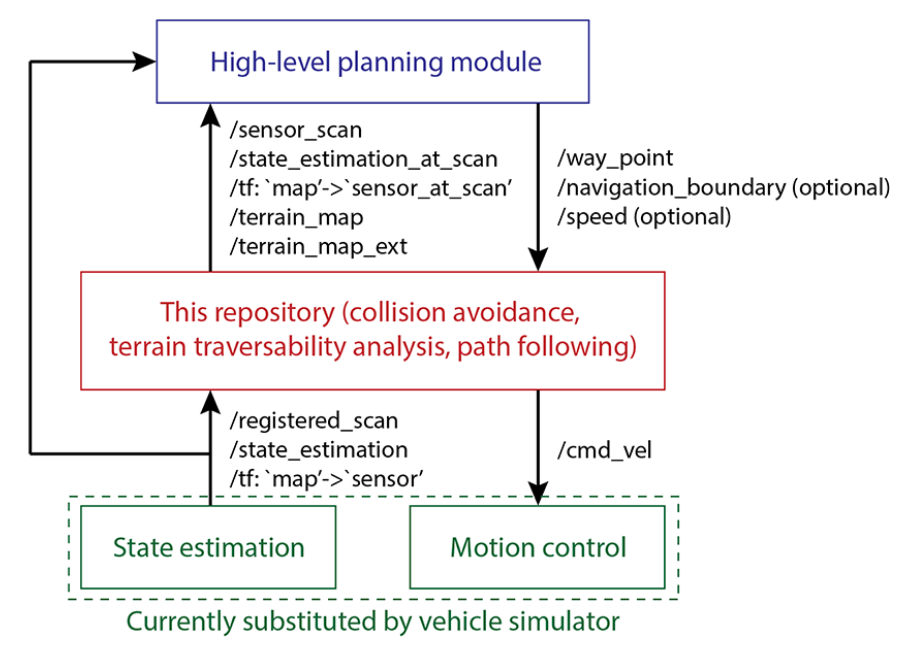 High-level planning module
/sensor_scan
/state_estimation_at_scan
/tf: `map’->`sensor_at_scan’
/terrain_map
/terrain_map_ext
/way_point
/navigation_boundary (optional)
/speed (optional)
This repository (collision avoidance,
terrain traversability analysis, path following)
/registered_scan
/state_estimation
/tf: `map’->`sensor’
/cmd_vel
State estimation
Motion control
Currently substituted by vehicle simulator